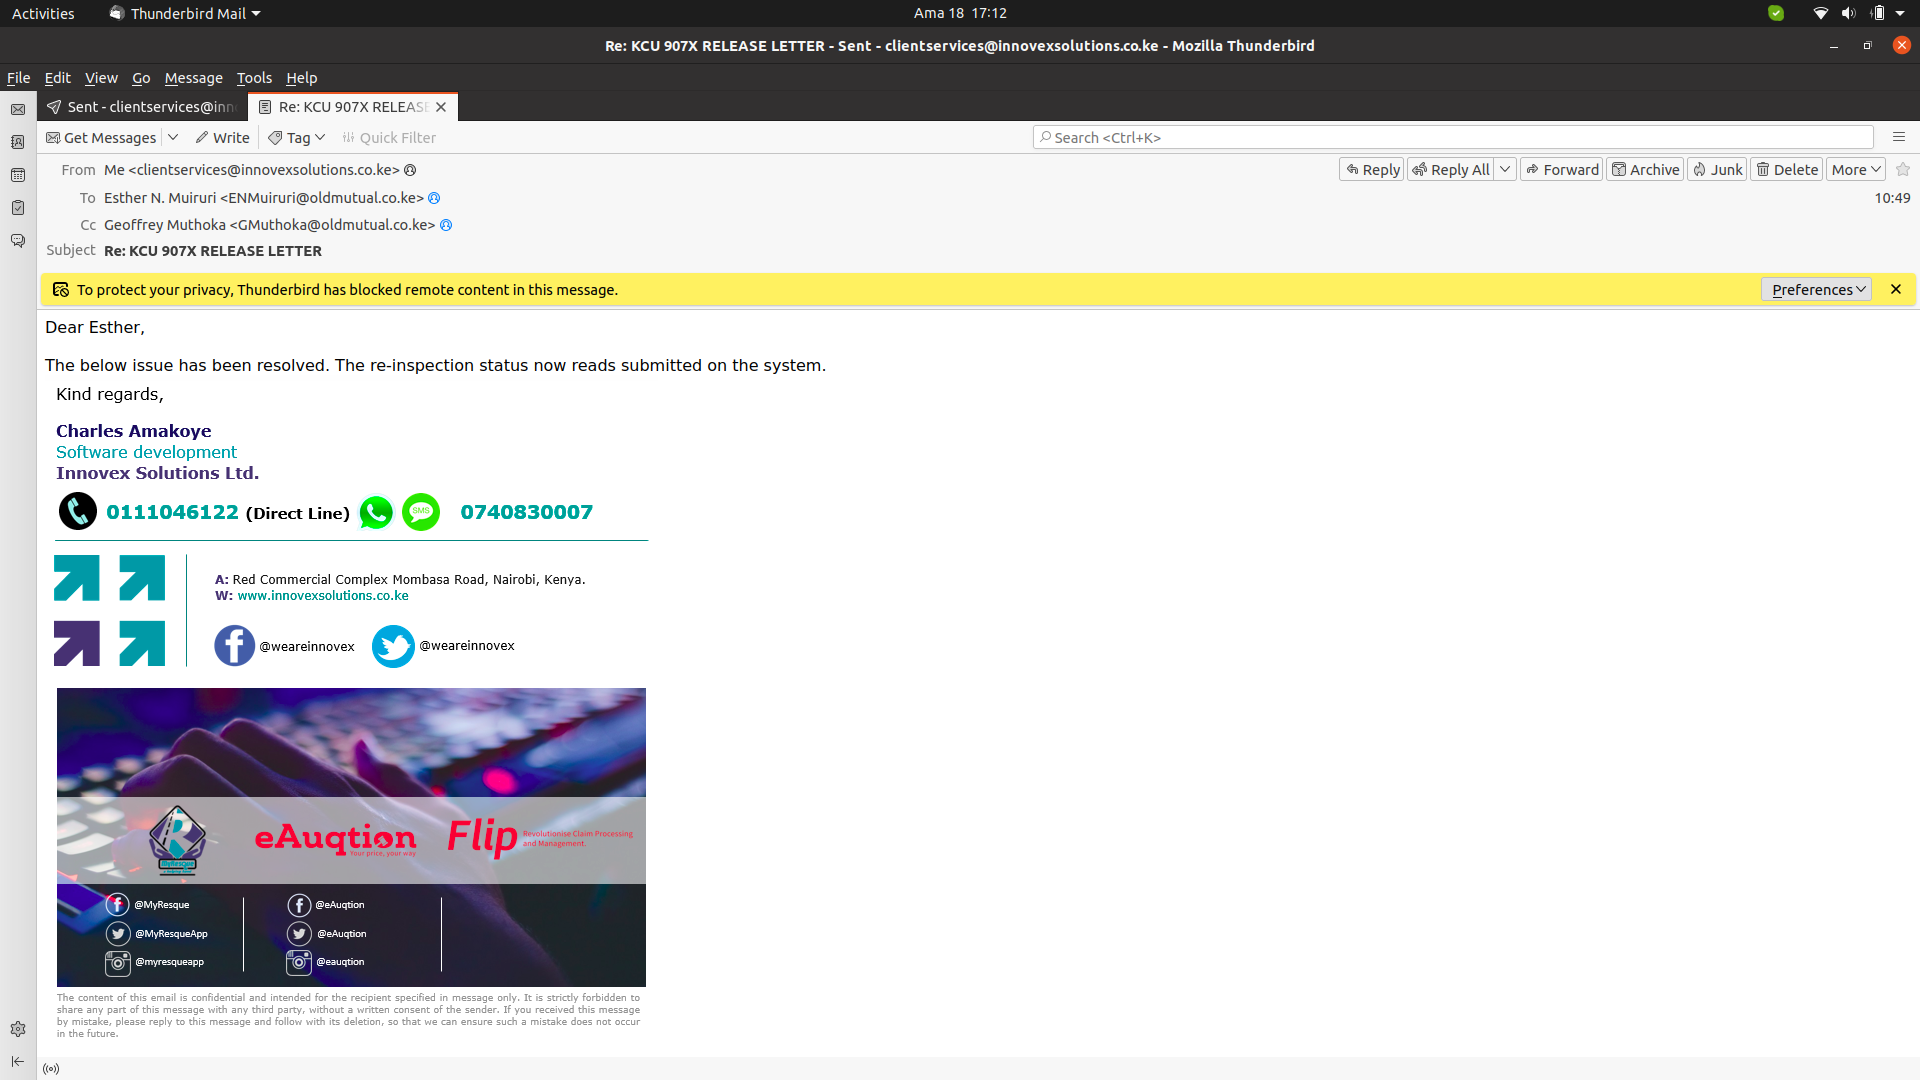 Activities
Thunderbird Mail
Ama 18 17:12
Re: KCU 907X RELEASE LETTER - Sent - clientservices@innovexsolutions.co.ke - Mozilla Thunderbird
File Edit View Go Message Tools Help
Sent - clientservices@inn
Re: KCU 907X RELEASE
Get Messages
Write
Tag
Quick Filter
Search <Ctrl+K>
From Me <clientservices@innovexsolutions.co.ke>
Reply
Reply All
Forward
Archive
Junk
Delete
More
To Esther N. Muiruri <ENMuiruri@oldmutual.co.ke>
10:49
Cc Geoffrey Muthoka <GMuthoka@oldmutual.co.ke>
Subject Re: KCU 907X RELEASE LETTER
To protect your privacy, Thunderbird has blocked remote content in this message.
Preferences
Dear Esther,
The below issue has been resolved. The re-inspection status now reads submitted on the system.
Kind regards,
Charles Amakoye
Software development
Innovex Solutions Ltd.
0111046122 (Direct Line) SMS 0740830007
A: Red Commercial Complex Mombasa Road, Nairobi, Kenya.
W: www.innovexsolutions.co.ke
@weareinnovex @weareinnovex
MyResque
eAuqtion
Your price, your way
Flip
Revolutionise Claim Processing
and Management.
@MyResque @eAuqtion
@MyResqueApp @eAuqtion
@myresqueapp @eauqtion
The content of this email is confidential and intended for the recipient specified in message only. It is strictly forbidden to
share any part of this message with any third party, without a written consent of the sender. If you received this message
by mistake, please reply to this message and follow with its deletion, so that we can ensure such a mistake does not occur
in the future.